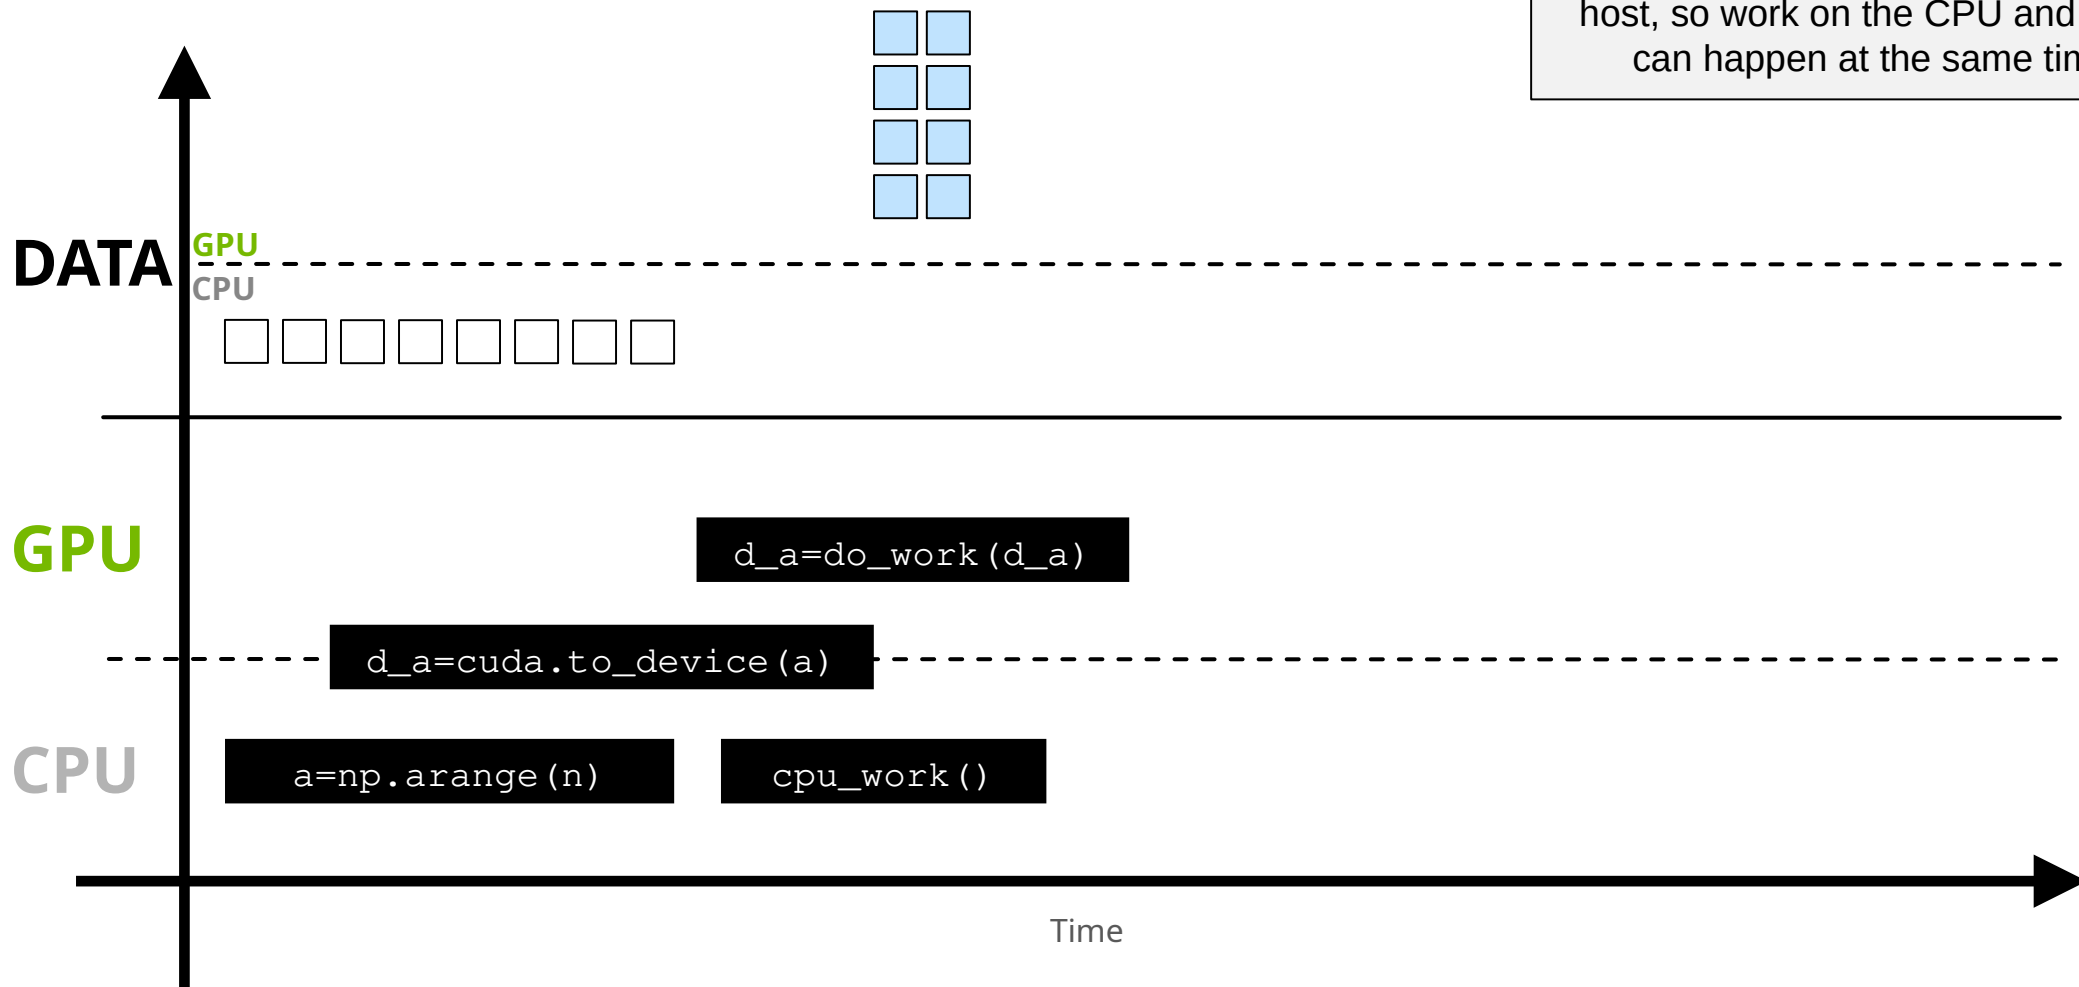 host, so work on the CPU and
can happen at the same
DATA
GPU
CPU
GPU
d_a=do_work(d_a)
d_a=cuda.to_device(a)
CPU
a=np.arange(n)
cpu_work()
Time